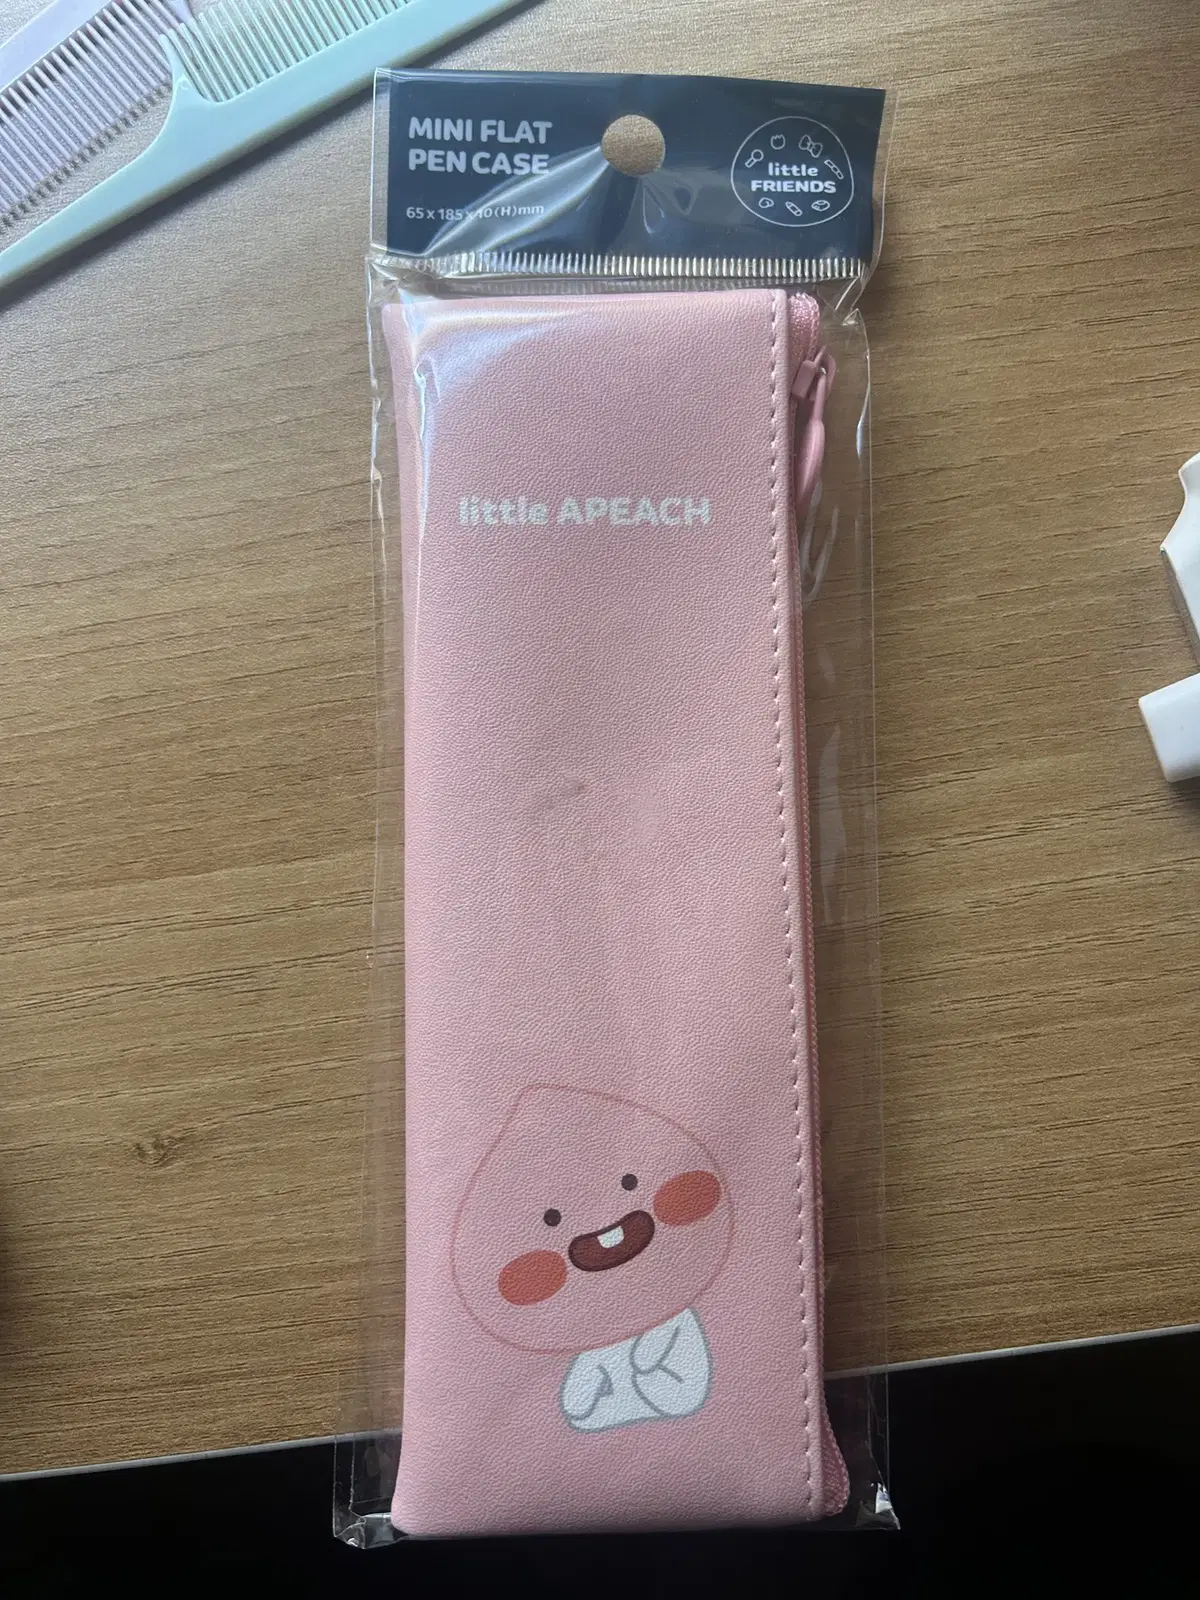 MINI FLAT
PEN CASE
65 x 185 x 10 (H)mm
little
FRIENDS
little APEACH